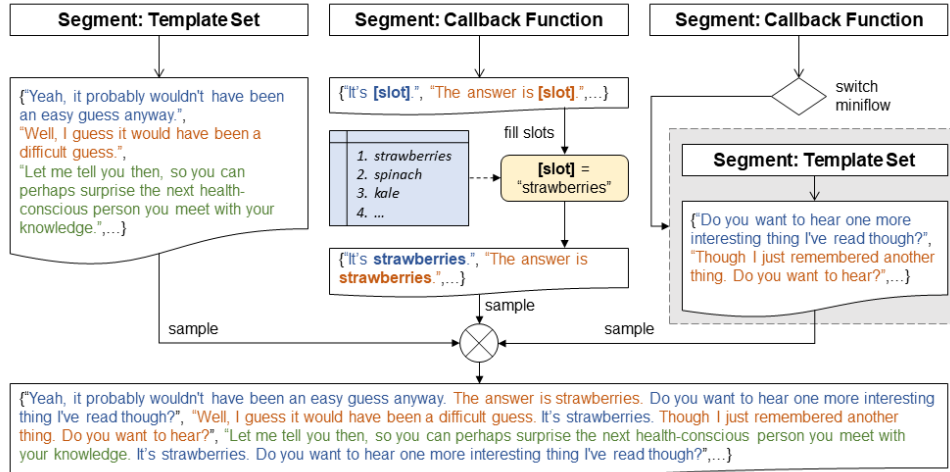 Segment: Template Set
Segment: Callback Function
Segment: Callback Function
{“Yeah, it probably wouldn't have been
an easy guess anyway.”,
“Well, I guess it would have been a
difficult guess.”,
“Let me tell you then, so you can
perhaps surprise the next health-
conscious person you meet with your
knowledge.”,…}
{“It’s [slot].”, “The answer is [slot].”,…}
fill slots
1. strawberries
2. spinach
3. kale
4. ...
[slot] =
“strawberries”
{“It’s strawberries.”, “The answer is
strawberries.”,…}
switch
miniflow
Segment: Template Set
{“Do you want to hear one more
interesting thing I've read though?”,
“Though I just remembered another
thing. Do you want to hear?”,…}
sample
sample
sample
{“Yeah, it probably wouldn't have been an easy guess anyway. The answer is strawberries. Do you want to hear one more interesting
thing I've read though?”, “Well, I guess it would have been a difficult guess. It’s strawberries. Though I just remembered another
thing. Do you want to hear?”, “Let me tell you then, so you can perhaps surprise the next health-conscious person you meet with
your knowledge. It’s strawberries. Do you want to hear one more interesting thing I've read though?”,…}